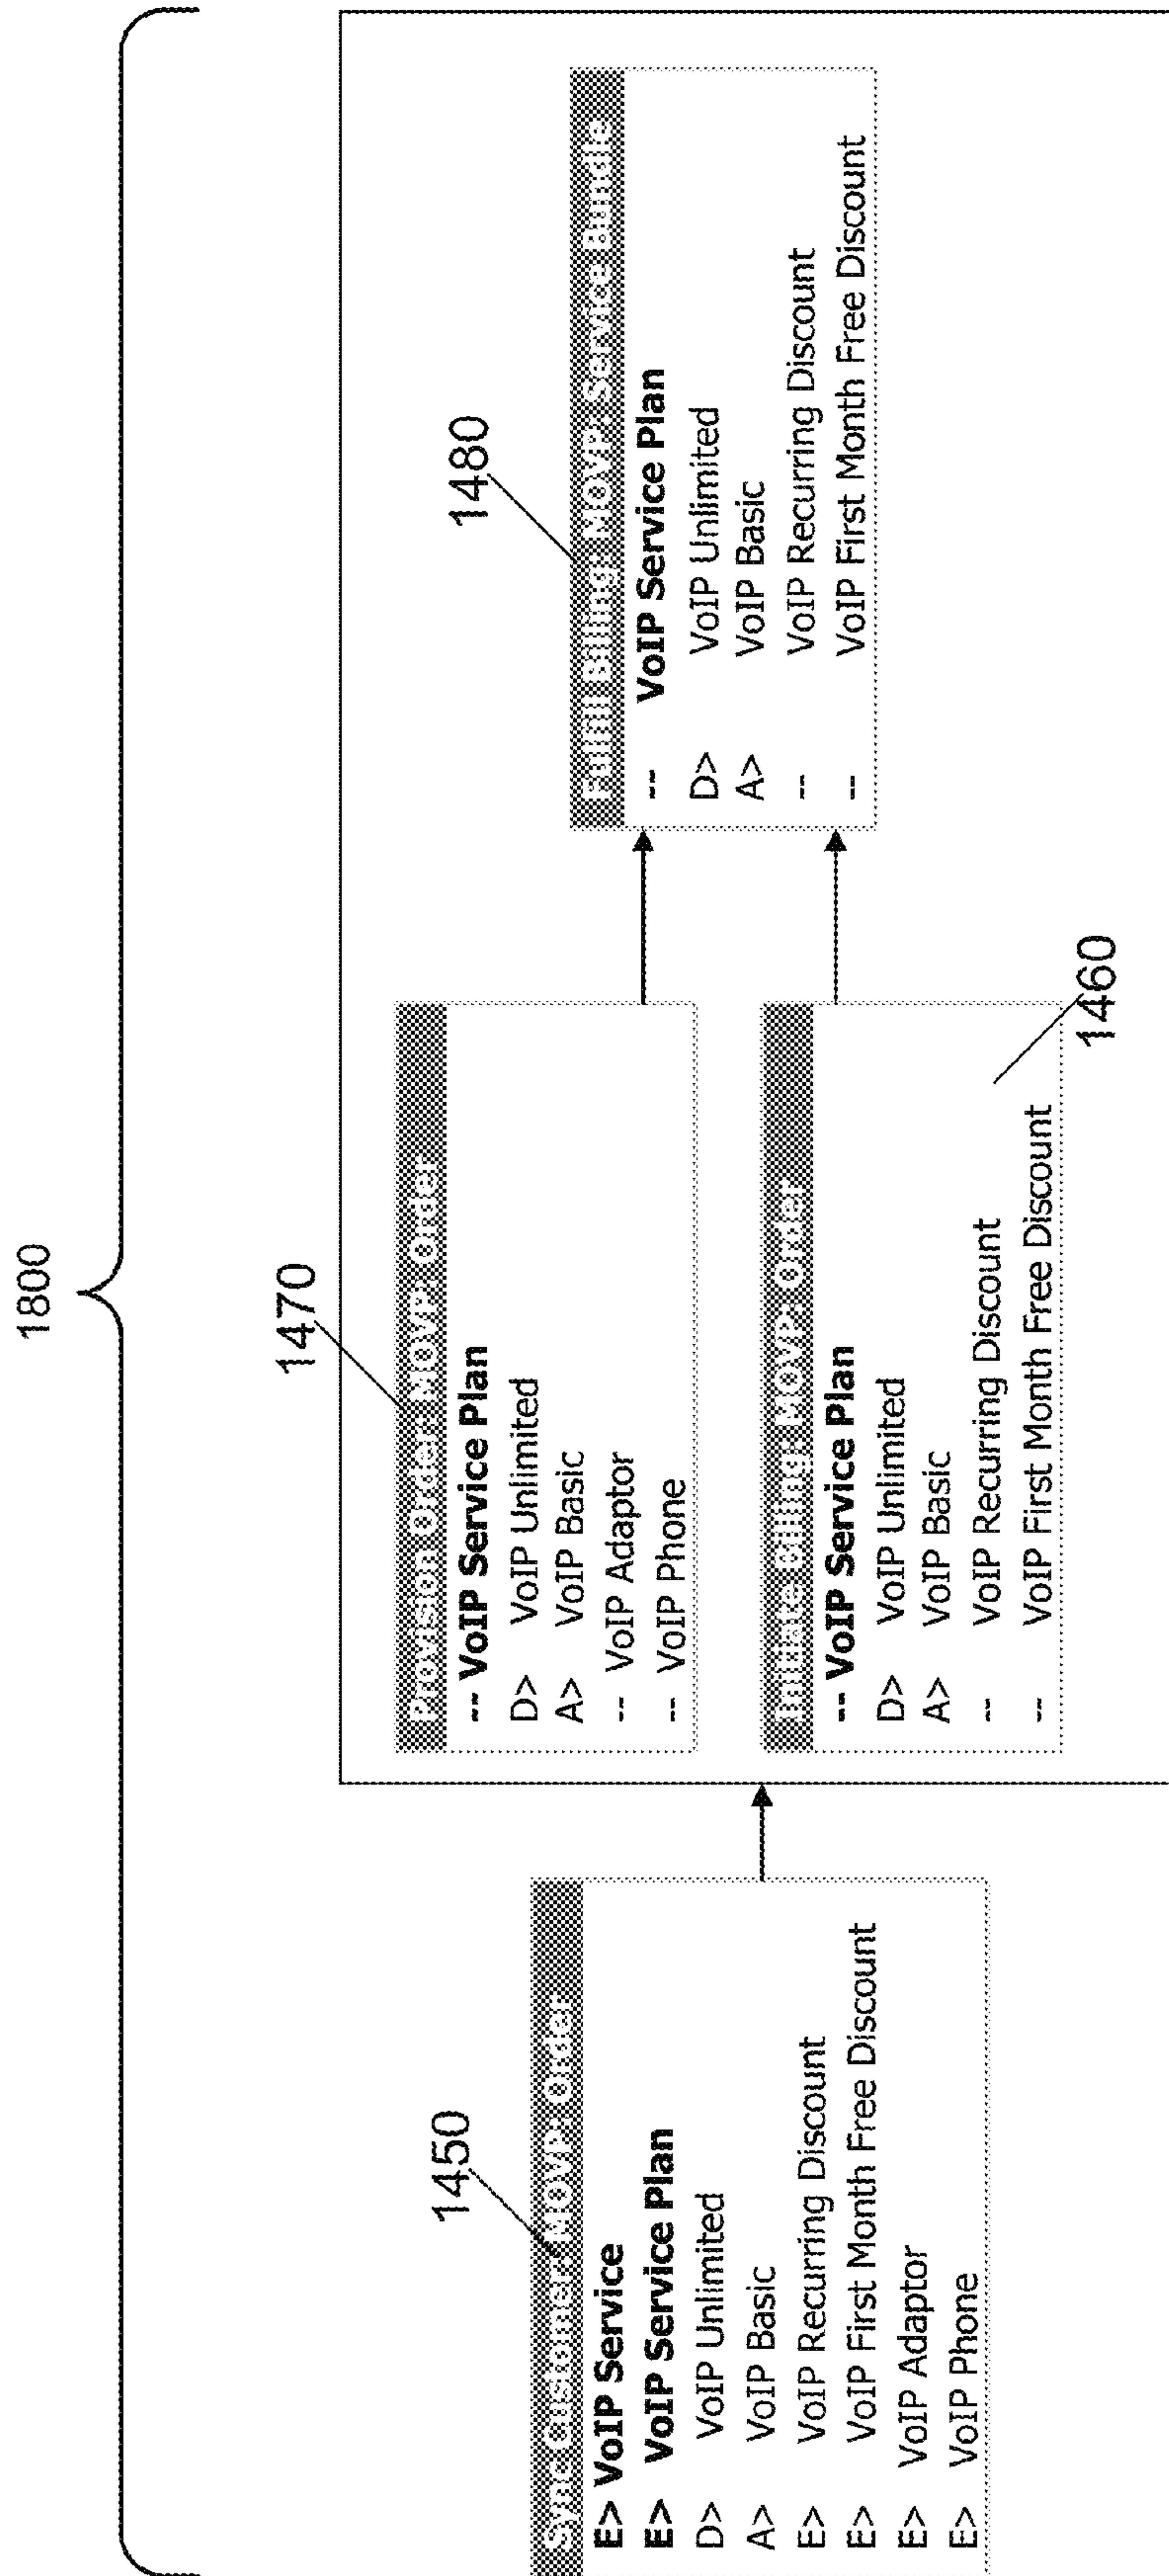 1800
1450
Sync Customer: MOVP: Order
E> VoIP Service
E> VoIP Service Plan
D> VoIP Unlimited
A> VoIP Basic
E> VoIP Recurring Discount
E> VoIP First Month Free Discount
E> VoIP Adaptor
E> VoIP Phone
1470
Provision Order: MOVP: Order
-- VoIP Service Plan
D> VoIP Unlimited
A> VoIP Basic
-- VoIP Adaptor
-- VoIP Phone
Initiate Billing: MOVP: Order
-- VoIP Service Plan
D> VoIP Unlimited
A> VoIP Basic
-- VoIP Recurring Discount
-- VoIP First Month Free Discount
1460
1480
Fulfill Billing: MOVP: Service Bundle
-- VoIP Service Plan
D> VoIP Unlimited
A> VoIP Basic
-- VoIP Recurring Discount
-- VoIP First Month Free Discount